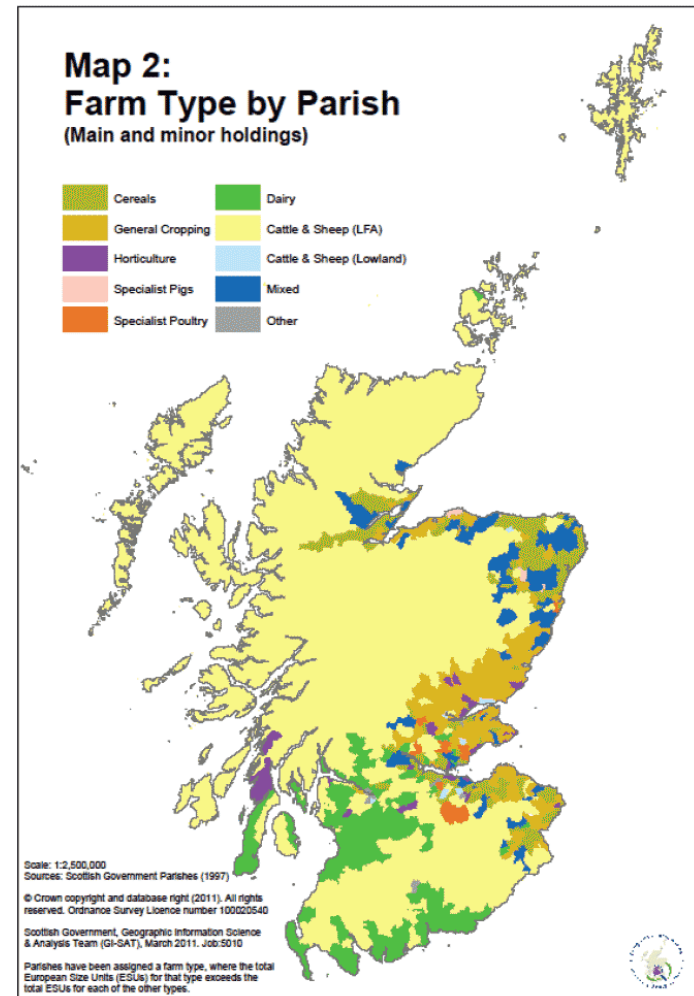 Map 2:
Farm Type by Parish
(Main and minor holdings)
Cereals
General Cropping
Horticulture
Specialist Pigs
Specialist Poultry
Dairy
Cattle & Sheep (LFA)
Cattle & Sheep (Lowland)
Mixed
Other
Scale: 1:2,500,000
Sources: Scottish Government Parishes (1997)
© Crown copyright and database right (2011). All rights
reserved. Ordnance Survey Licence number 100020540
Scottish Government, Geographic Information Science
& Analysis Team (GI-SAT), March 2011. Job:5010
Parishes have been assigned a farm type, where the total
European Size Units (ESUs) for that type exceeds the
total ESUs for each of the other types.